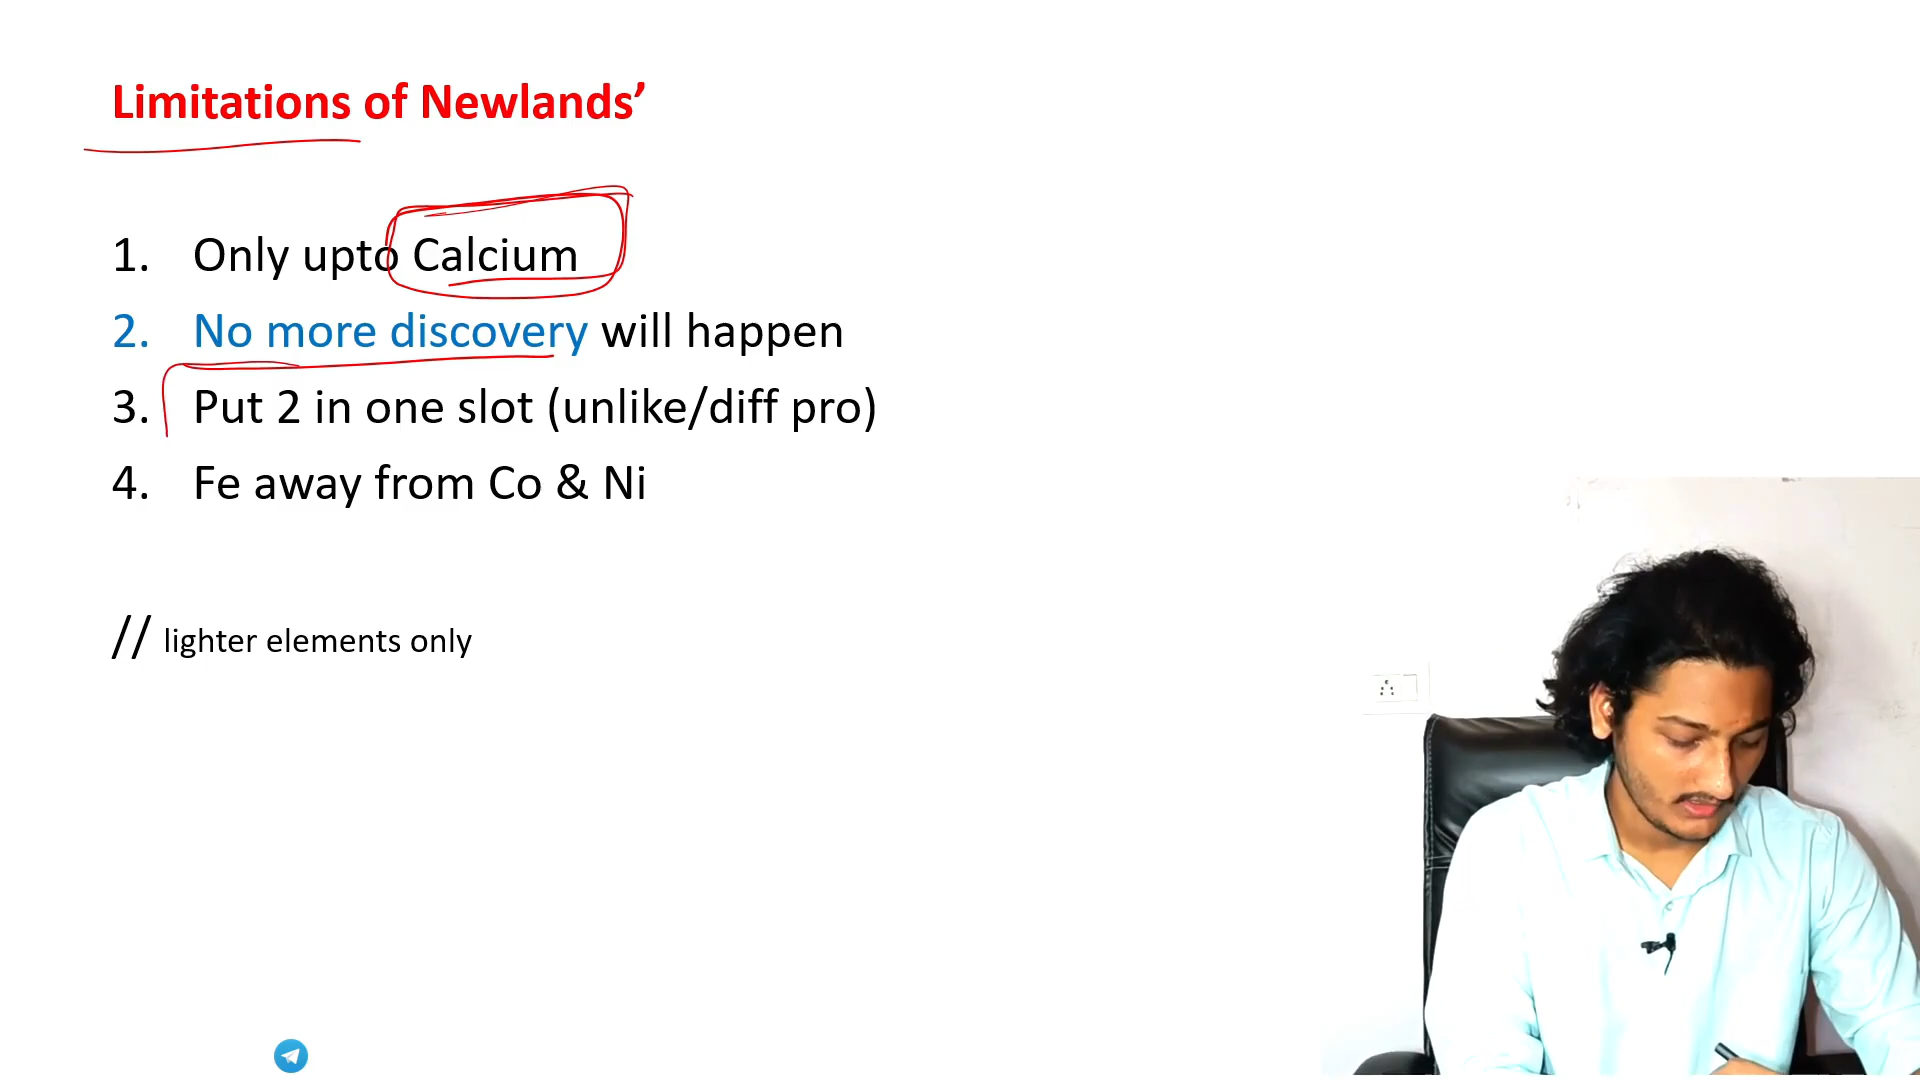 Limitations of Newlands’
1. Only upto Calcium
2. No more discovery will happen
3. Put 2 in one slot (unlike/diff pro)
4. Fe away from Co & Ni
// lighter elements only